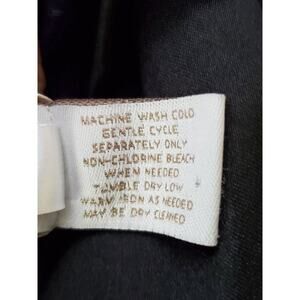 MACHINE WASH COLD
GENTLE CYCLE
SEPARATELY ONLY
NON-CHLORINE BLEACH
WHEN NEEDED
TUMBLE DRY LOW
WARM IRON AS NEEDED
MAY BE DRY CLEANED